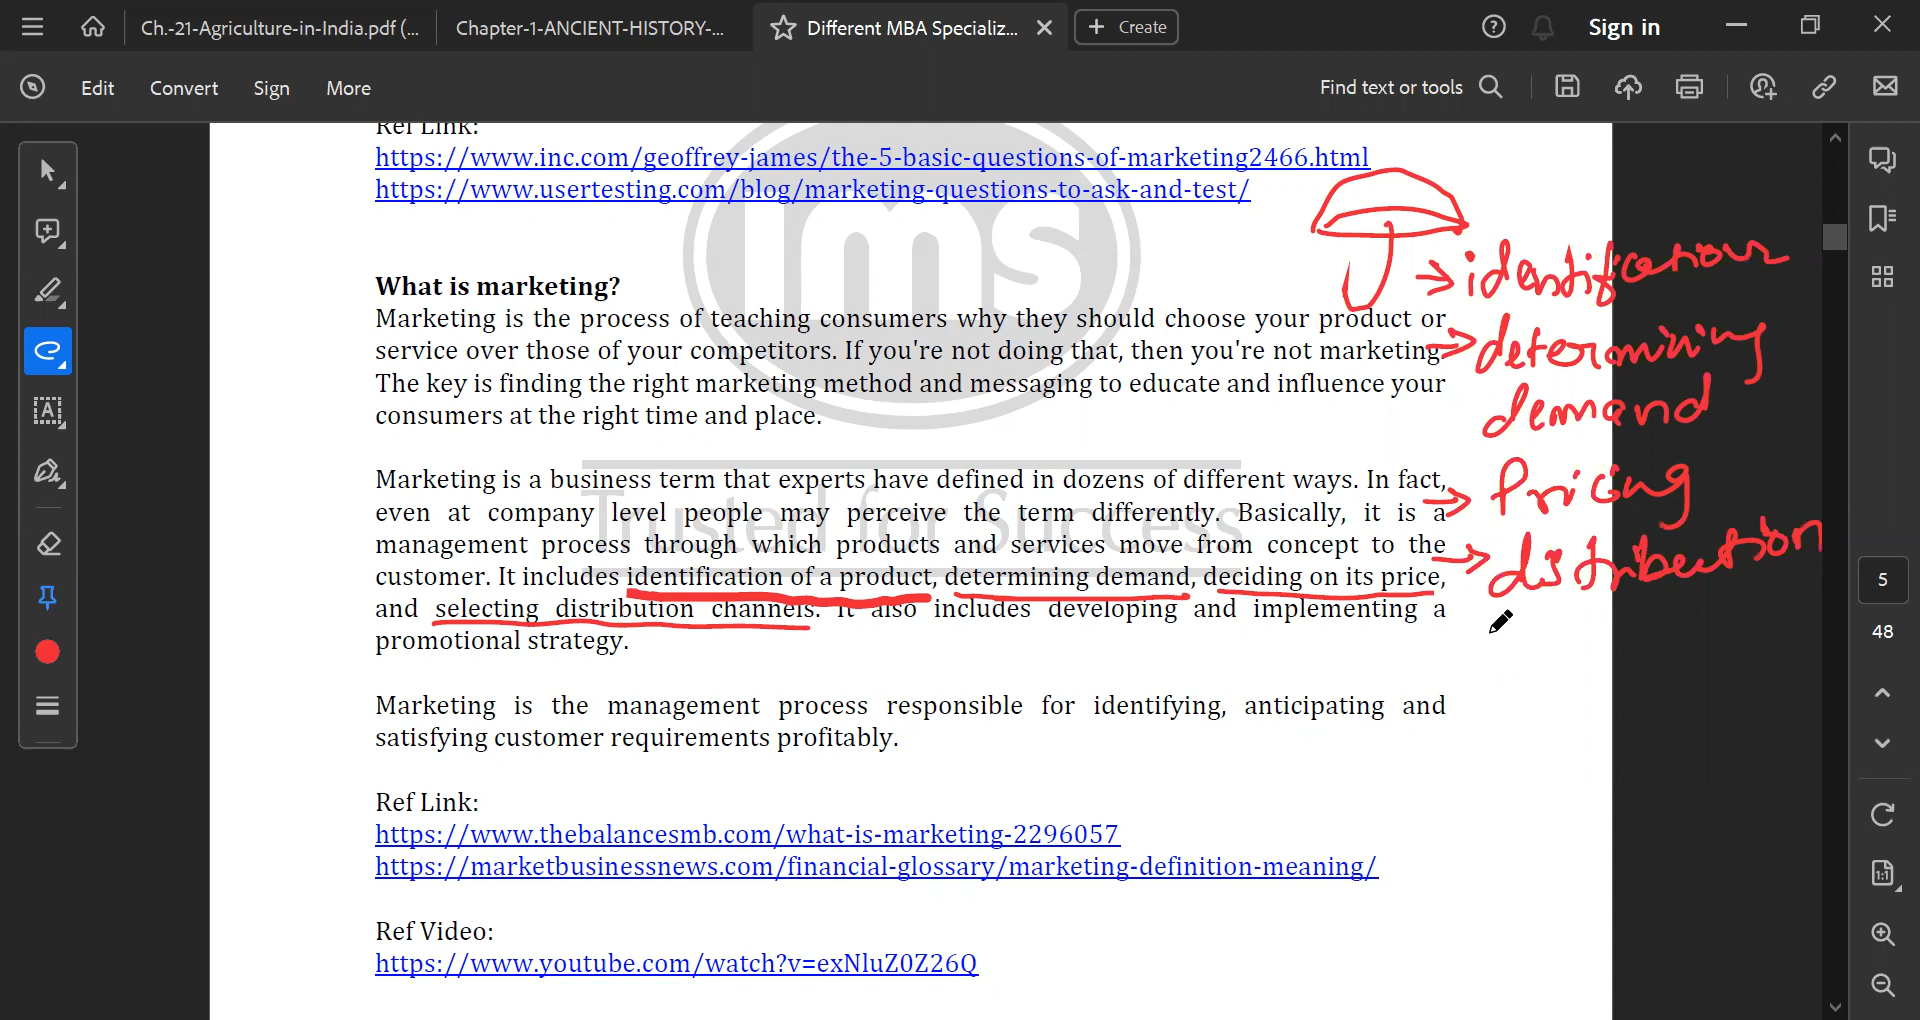 Ch.-21-Agriculture-in-India.pdf (...
Chapter-1-ANCIENT-HISTORY-...
Different MBA Specializ...
Create
Sign in
Edit
Convert
Sign
More
Find text or tools
Ref Link:
https://www.inc.com/geoffrey-james/the-5-basic-questions-of-marketing2466.html
https://www.usertesting.com/blog/marketing-questions-to-ask-and-test/
ims
What is marketing?
Marketing is the process of teaching consumers why they should choose your product or
service over those of your competitors. If you're not doing that, then you're not marketing.
The key is finding the right marketing method and messaging to educate and influence your
consumers at the right time and place.
Trusted for Success
Marketing is a business term that experts have defined in dozens of different ways. In fact,
even at company level people may perceive the term differently. Basically, it is a
management process through which products and services move from concept to the
customer. It includes identification of a product, determining demand, deciding on its price,
and selecting distribution channels. It also includes developing and implementing a
promotional strategy.
Marketing is the management process responsible for identifying, anticipating and
satisfying customer requirements profitably.
Ref Link:
https://www.thebalancesmb.com/what-is-marketing-2296057
https://marketbusinessnews.com/financial-glossary/marketing-definition-meaning/
Ref Video:
https://www.youtube.com/watch?v=exNluZ0Z26Q
→ identification
→ determining
demand
→ Pricing
→ distribution
5
48
1:1